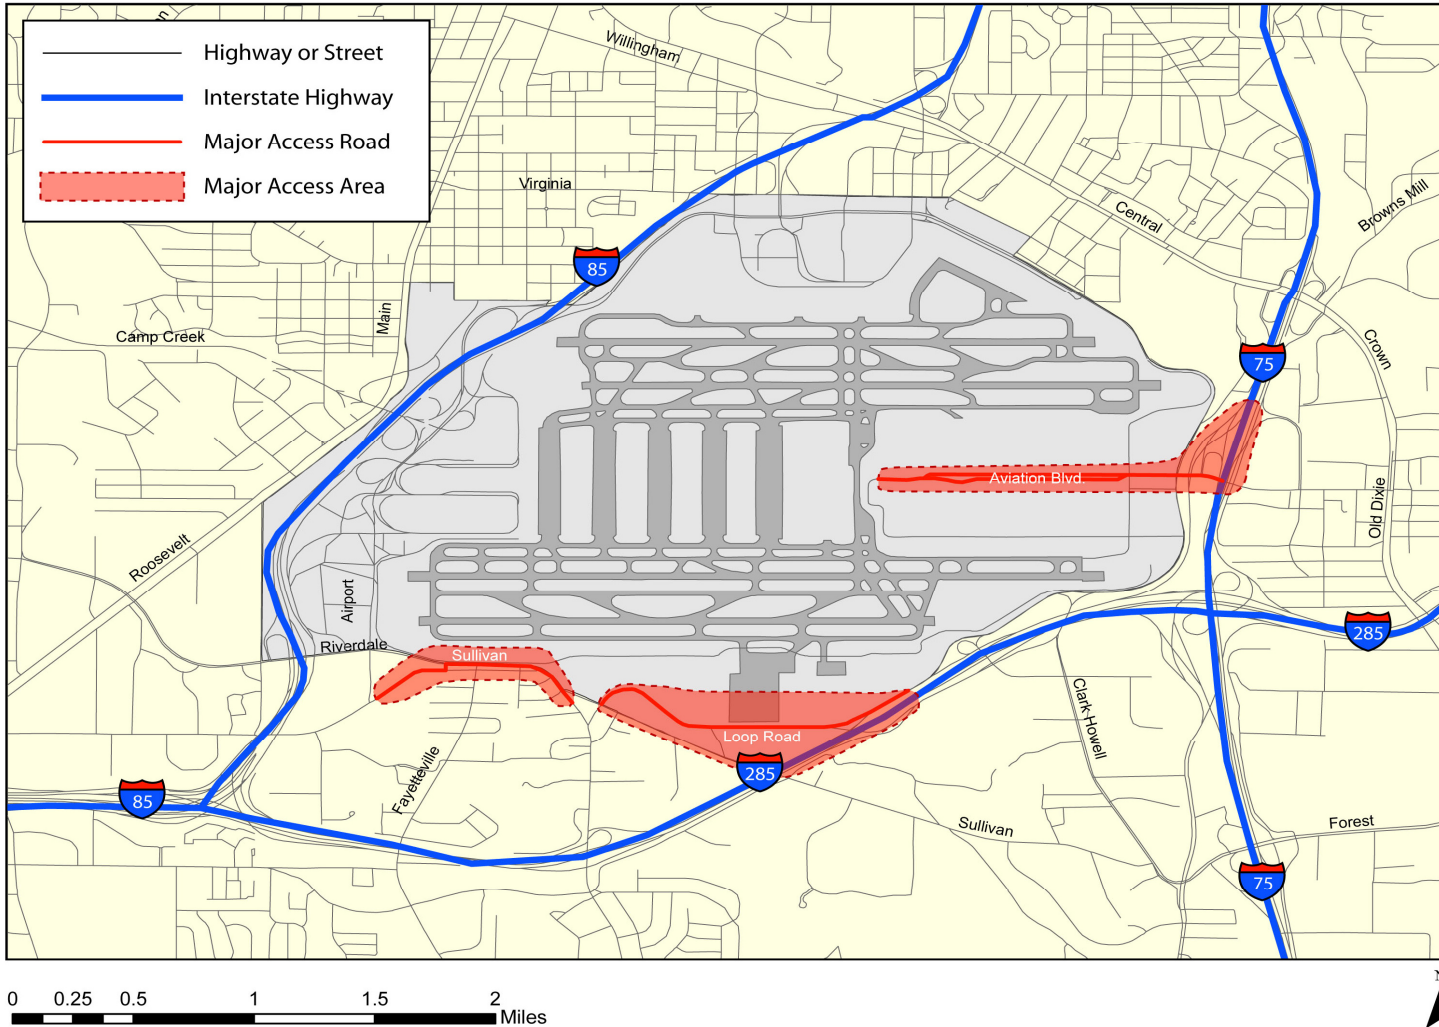 Highway or Street
Interstate Highway
Major Access Road
Major Access Area
Willingham
Virginia
85
Central
Browns Mill
Main
Camp Creek
75
Crown
Aviation Blvd.
Old Dixie
Roosevelt
Airport
Riverdale
Sullivan
285
Clark Howell
Loop Road
285
Fayetteville
85
Sullivan
Forest
75
0 0.25 0.5 1 1.5 2
Miles
N